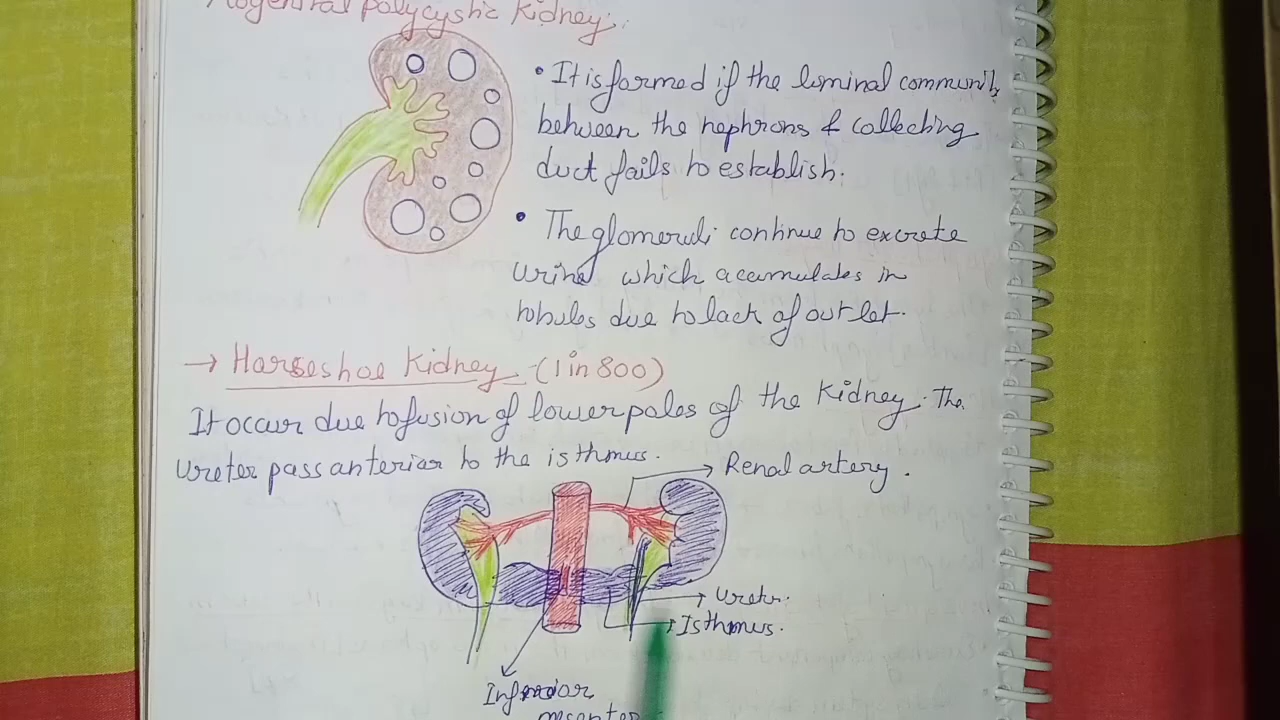 polycystic kidney.
• It is formed if the luminal communi
between the nephrons & collecting
duct fails to establish.
• The glomeruli continue to excrete
urine which acumulates in
tobules due to lack of outlet.
→ Horseshoe Kidney (1 in 800)
It occur due to fusion of lower poles of the kidney. The
ureter pass anterior to the isthmus.
Renal artery.
Ureter.
Isthmus.
Inferior